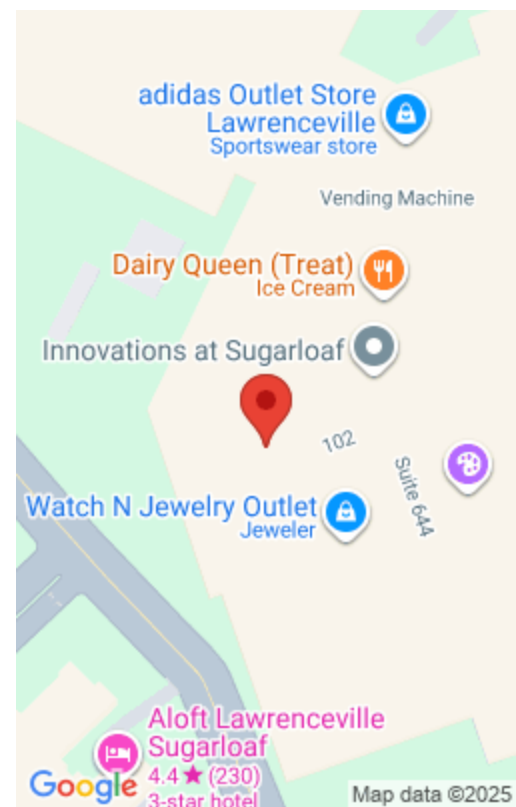 adidas Outlet Store
Lawrenceville
Sportswear store
Vending Machine
Dairy Queen (Treat)
Ice Cream
Innovations at Sugarloaf
102
Suite 644
Watch N Jewelry Outlet
Jeweler
Aloft Lawrenceville
Sugarloaf
4.4 ★ (230)
3-star hotel
Google
Map data ©2025